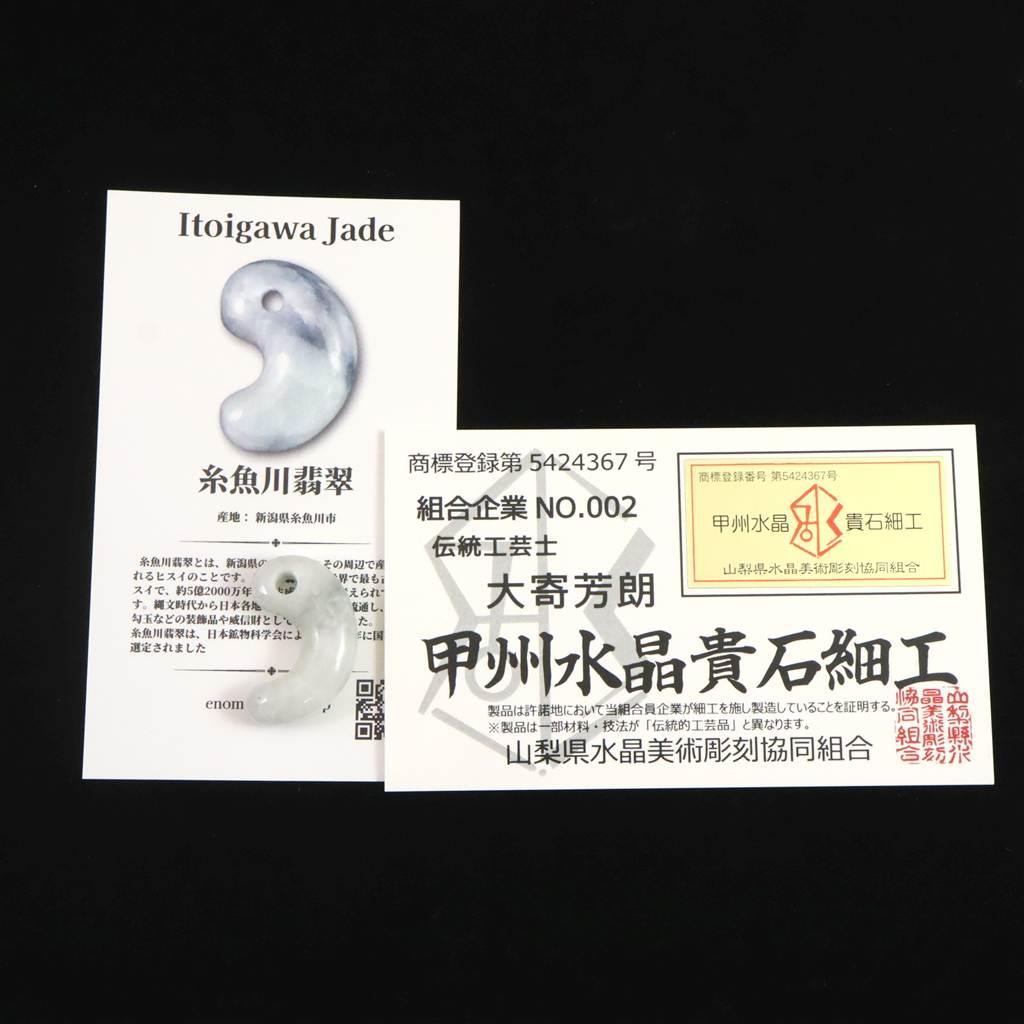 Itoigawa Jade
糸魚川翡翠
産地：新潟県糸魚川市
糸魚川翡翠とは、新潟県の その周辺で産
れるヒスイのことです。 界で最も古
スイで、約5億2000万年 えられて
す。縄文時代から日本各地 流通し、
勾玉などの装飾品や威信財として た。
糸魚川翡翠は、日本鉱物科学会によ 年に国
選定されました
enom
商標登録第 5424367 号
組合企業 NO.002
伝統工芸士
大寄芳朗
商標登録番号 第5424367号
甲州水晶 貴石細工
山梨県水晶美術彫刻協同組合
甲州水晶貴石細工
製品は許諾地において当組合員企業が細工を施し製造していることを証明する。
※製品は一部材料・技法が「伝統的工芸品」と異なります。
山梨県水晶美術彫刻協同組合
山梨縣水
晶美術彫刻
協同組合